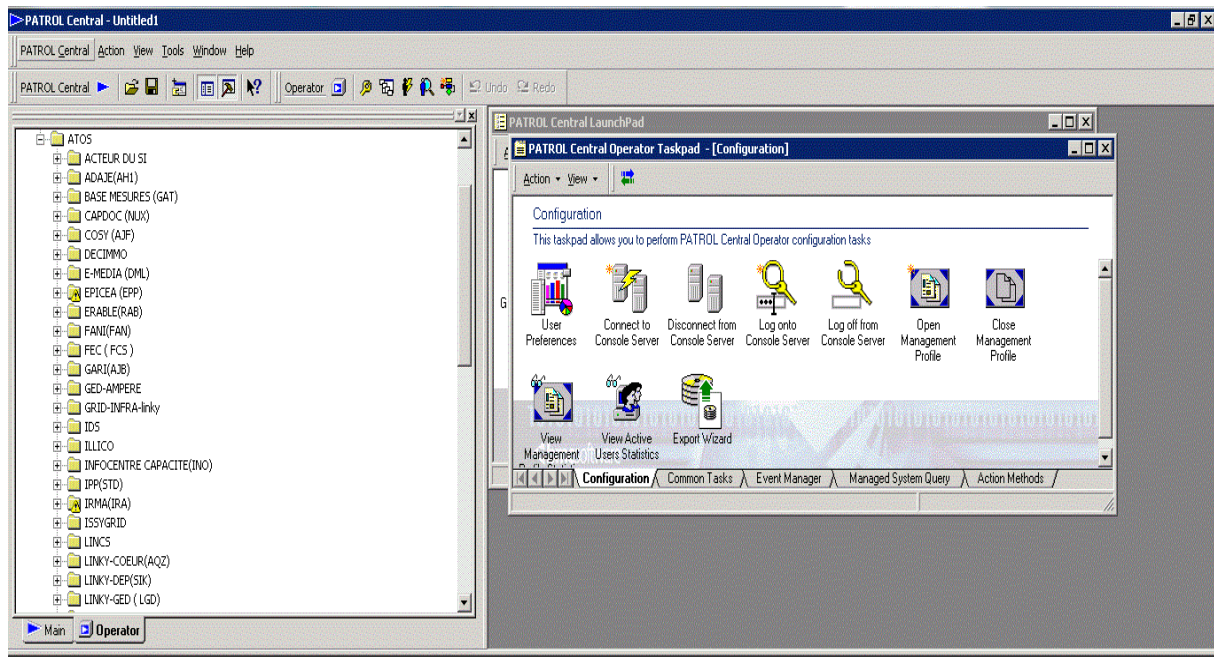 PATROL Central - Untitled1
PATROL Central Action View Tools Window Help
PATROL Central Operator Undo Redo
ATOS
ACTEUR DU SI
ADAJE(AH1)
BASE MESURES (GAT)
CAPDOC (NUX)
COSY (AJF)
DECIMMO
E-MEDIA (DML)
EPICEA (EPP)
ERABLE(RAB)
FANI(FAN)
FEC ( FCS )
GARI(AJB)
GED-AMPERE
GRID-INFRA-linky
IDS
ILLICO
INFOCENTRE CAPACITE(INO)
IPP(STD)
IRMA(IRA)
ISSYGRID
LINCS
LINKY-COEUR(AQZ)
LINKY-DEP(SIK)
LINKY-GED ( LGD)
Main Operator
PATROL Central LaunchPad
PATROL Central Operator Taskpad - [Configuration]
Action View
Configuration
This taskpad allows you to perform PATROL Central Operator configuration tasks
User Preferences
Connect to Console Server
Disconnect from Console Server
Log onto Console Server
Log off from Console Server
Open Management Profile
Close Management Profile
View Management
View Active Users Statistics
Export Wizard
Configuration Common Tasks Event Manager Managed System Query Action Methods